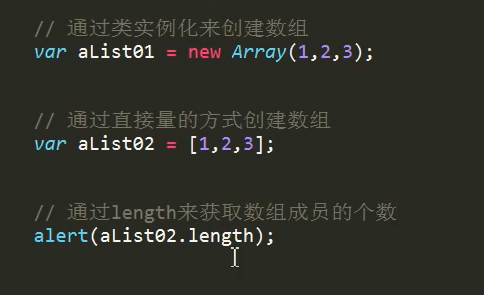 // 通过类实例化来创建数组
var aList01 = new Array(1,2,3);
// 通过直接量的方式创建数组
var aList02 = [1,2,3];
// 通过length来获取数组成员的个数
alert(aList02.length);